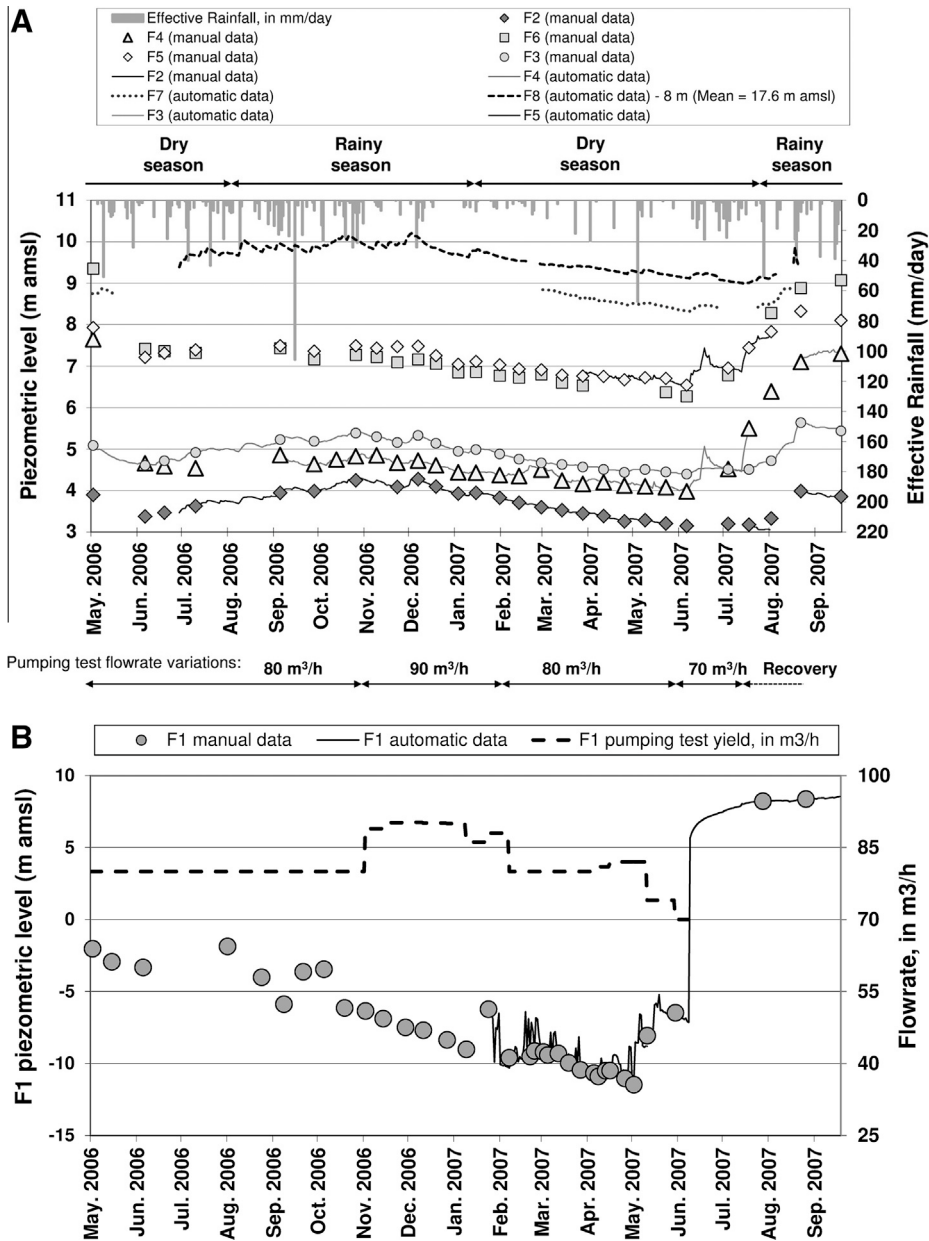 A
Effective Rainfall, in mm/day
F2 (manual data)
F4 (manual data)
F6 (manual data)
F5 (manual data)
F3 (manual data)
F2 (manual data)
F4 (automatic data)
F7 (automatic data)
F8 (automatic data) - 8 m (Mean = 17.6 m amsl)
F3 (automatic data)
F5 (automatic data)
Dry season
Rainy season
Dry season
Rainy season
Piezometric level (m amsl)
11
10
9
8
7
6
5
4
3
Effective Rainfall (mm/day)
0
20
40
60
80
100
120
140
160
180
200
220
May. 2006
Jun. 2006
Jul. 2006
Aug. 2006
Sep. 2006
Oct. 2006
Nov. 2006
Dec. 2006
Jan. 2007
Feb. 2007
Mar. 2007
Apr. 2007
May. 2007
Jun. 2007
Jul. 2007
Aug. 2007
Sep. 2007
Pumping test flowrate variations:
80 m³/h
90 m³/h
80 m³/h
70 m³/h
Recovery
B
F1 manual data
F1 automatic data
F1 pumping test yield, in m3/h
F1 piezometric level (m amsl)
10
5
0
-5
-10
-15
Flowrate, in m3/h
100
85
70
55
40
25
May. 2006
Jun. 2006
Jul. 2006
Aug. 2006
Sep. 2006
Oct. 2006
Nov. 2006
Dec. 2006
Jan. 2007
Feb. 2007
Mar. 2007
Apr. 2007
May. 2007
Jun. 2007
Jul. 2007
Aug. 2007
Sep. 2007